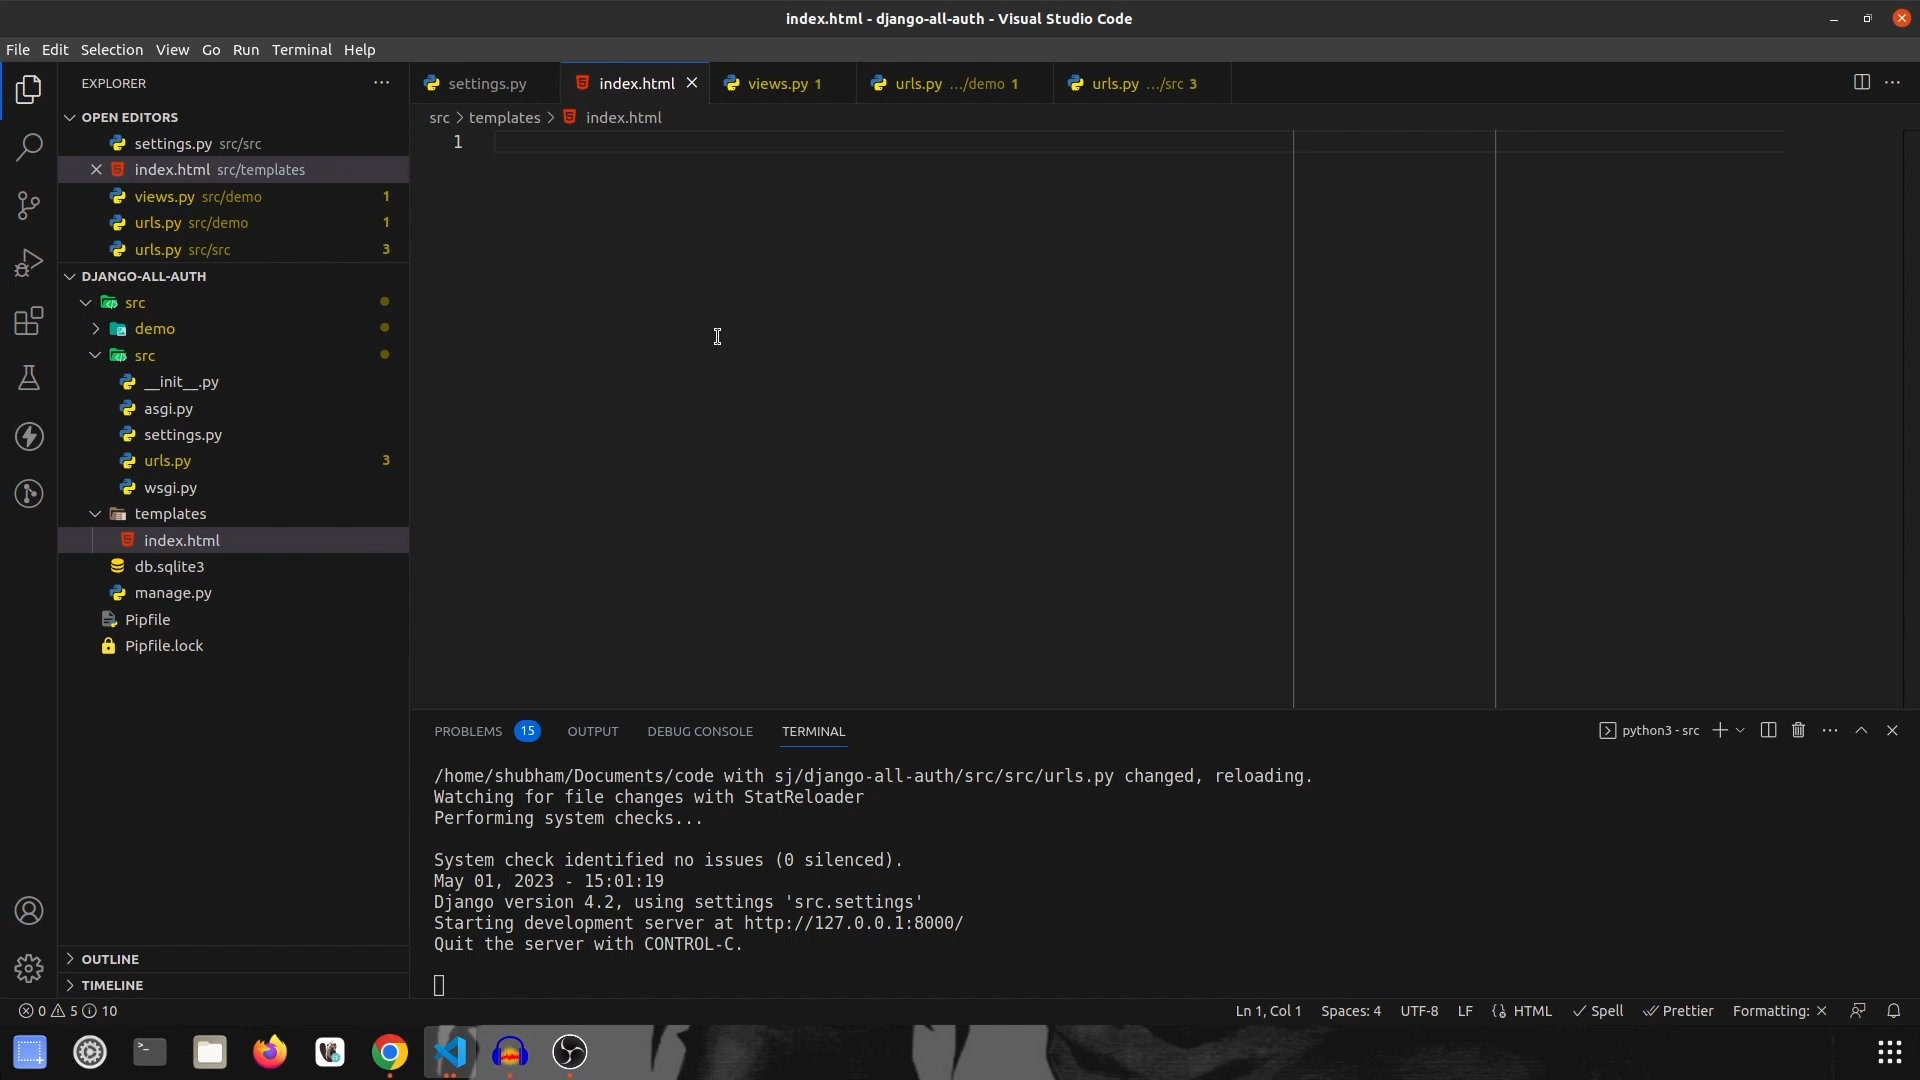 index.html - django-all-auth - Visual Studio Code
File Edit Selection View Go Run Terminal Help
EXPLORER
OPEN EDITORS
settings.py src/src
index.html src/templates
views.py src/demo 1
urls.py src/demo 1
urls.py src/src 3
DJANGO-ALL-AUTH
src
demo
src
__init__.py
asgi.py
settings.py
urls.py 3
wsgi.py
templates
index.html
db.sqlite3
manage.py
Pipfile
Pipfile.lock
OUTLINE
TIMELINE
settings.py index.html views.py 1 urls.py .../demo 1 urls.py .../src 3
src > templates > index.html
1
PROBLEMS 15 OUTPUT DEBUG CONSOLE TERMINAL python3 - src
/home/shubham/Documents/code with sj/django-all-auth/src/src/urls.py changed, reloading.
Watching for file changes with StatReloader
Performing system checks...
System check identified no issues (0 silenced).
May 01, 2023 - 15:01:19
Django version 4.2, using settings 'src.settings'
Starting development server at http://127.0.0.1:8000/
Quit the server with CONTROL-C.
0 5 10 Ln 1, Col 1 Spaces: 4 UTF-8 LF HTML Spell Prettier Formatting: